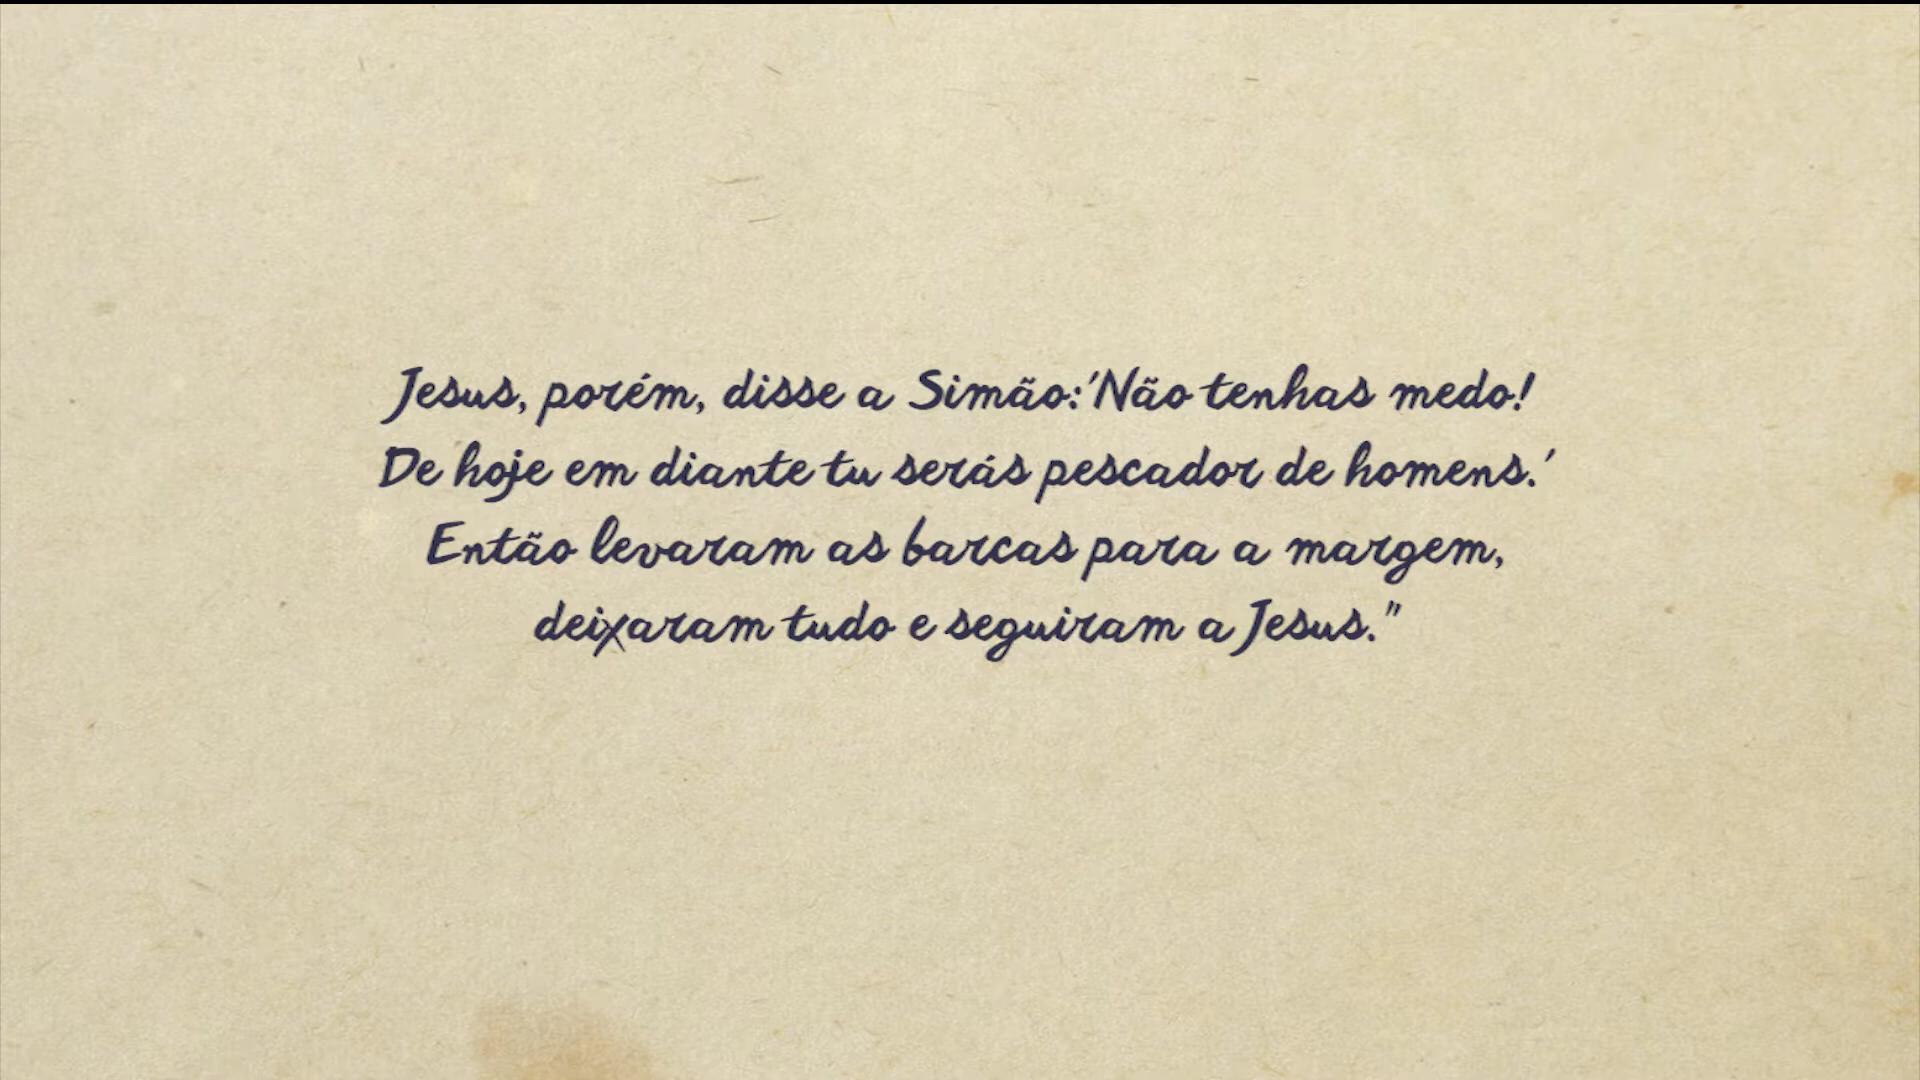 Jesus, porém, disse a Simão:'Não tenhas medo!
De hoje em diante tu serás pescador de homens.'
Então levaram as barcas para a margem,
deixaram tudo e seguiram a Jesus."